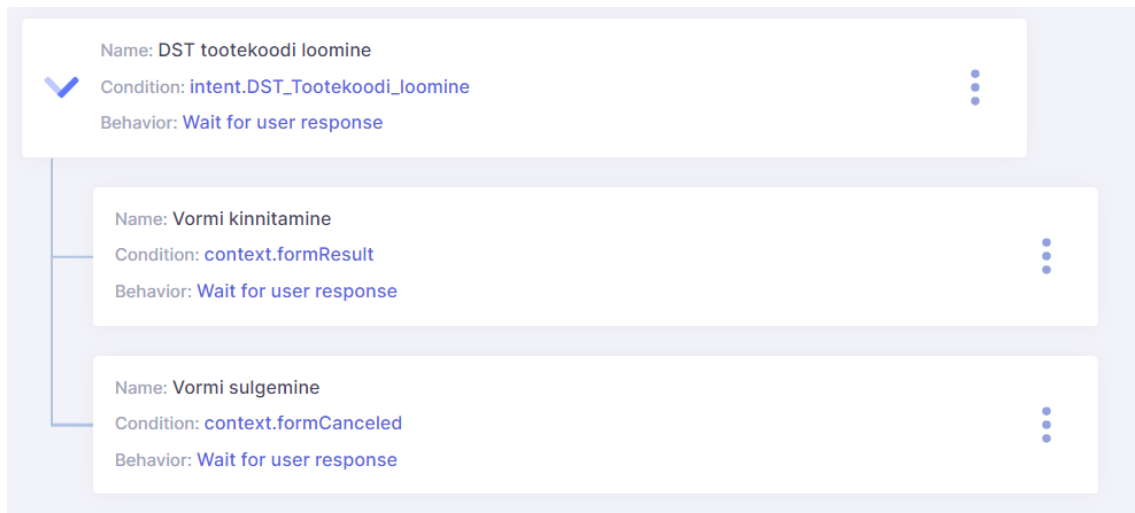 Name: DST tootekoodi loomine
Condition: intent.DST_Tootekoodi_loomine
Behavior: Wait for user response
Name: Vormi kinnitamine
Condition: context.formResult
Behavior: Wait for user response
Name: Vormi sulgemine
Condition: context.formCanceled
Behavior: Wait for user response